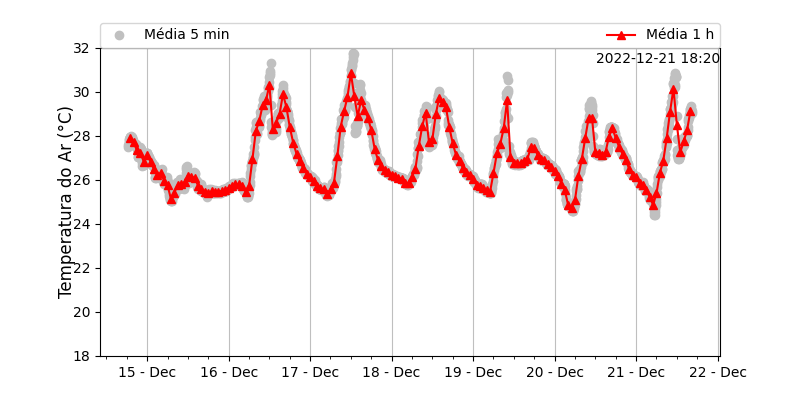 Média 5 min
Média 1 h
2022-12-21 18:20
Temperatura do Ar (°C)
32
30
28
26
24
22
20
18
15 - Dec
16 - Dec
17 - Dec
18 - Dec
19 - Dec
20 - Dec
21 - Dec
22 - Dec